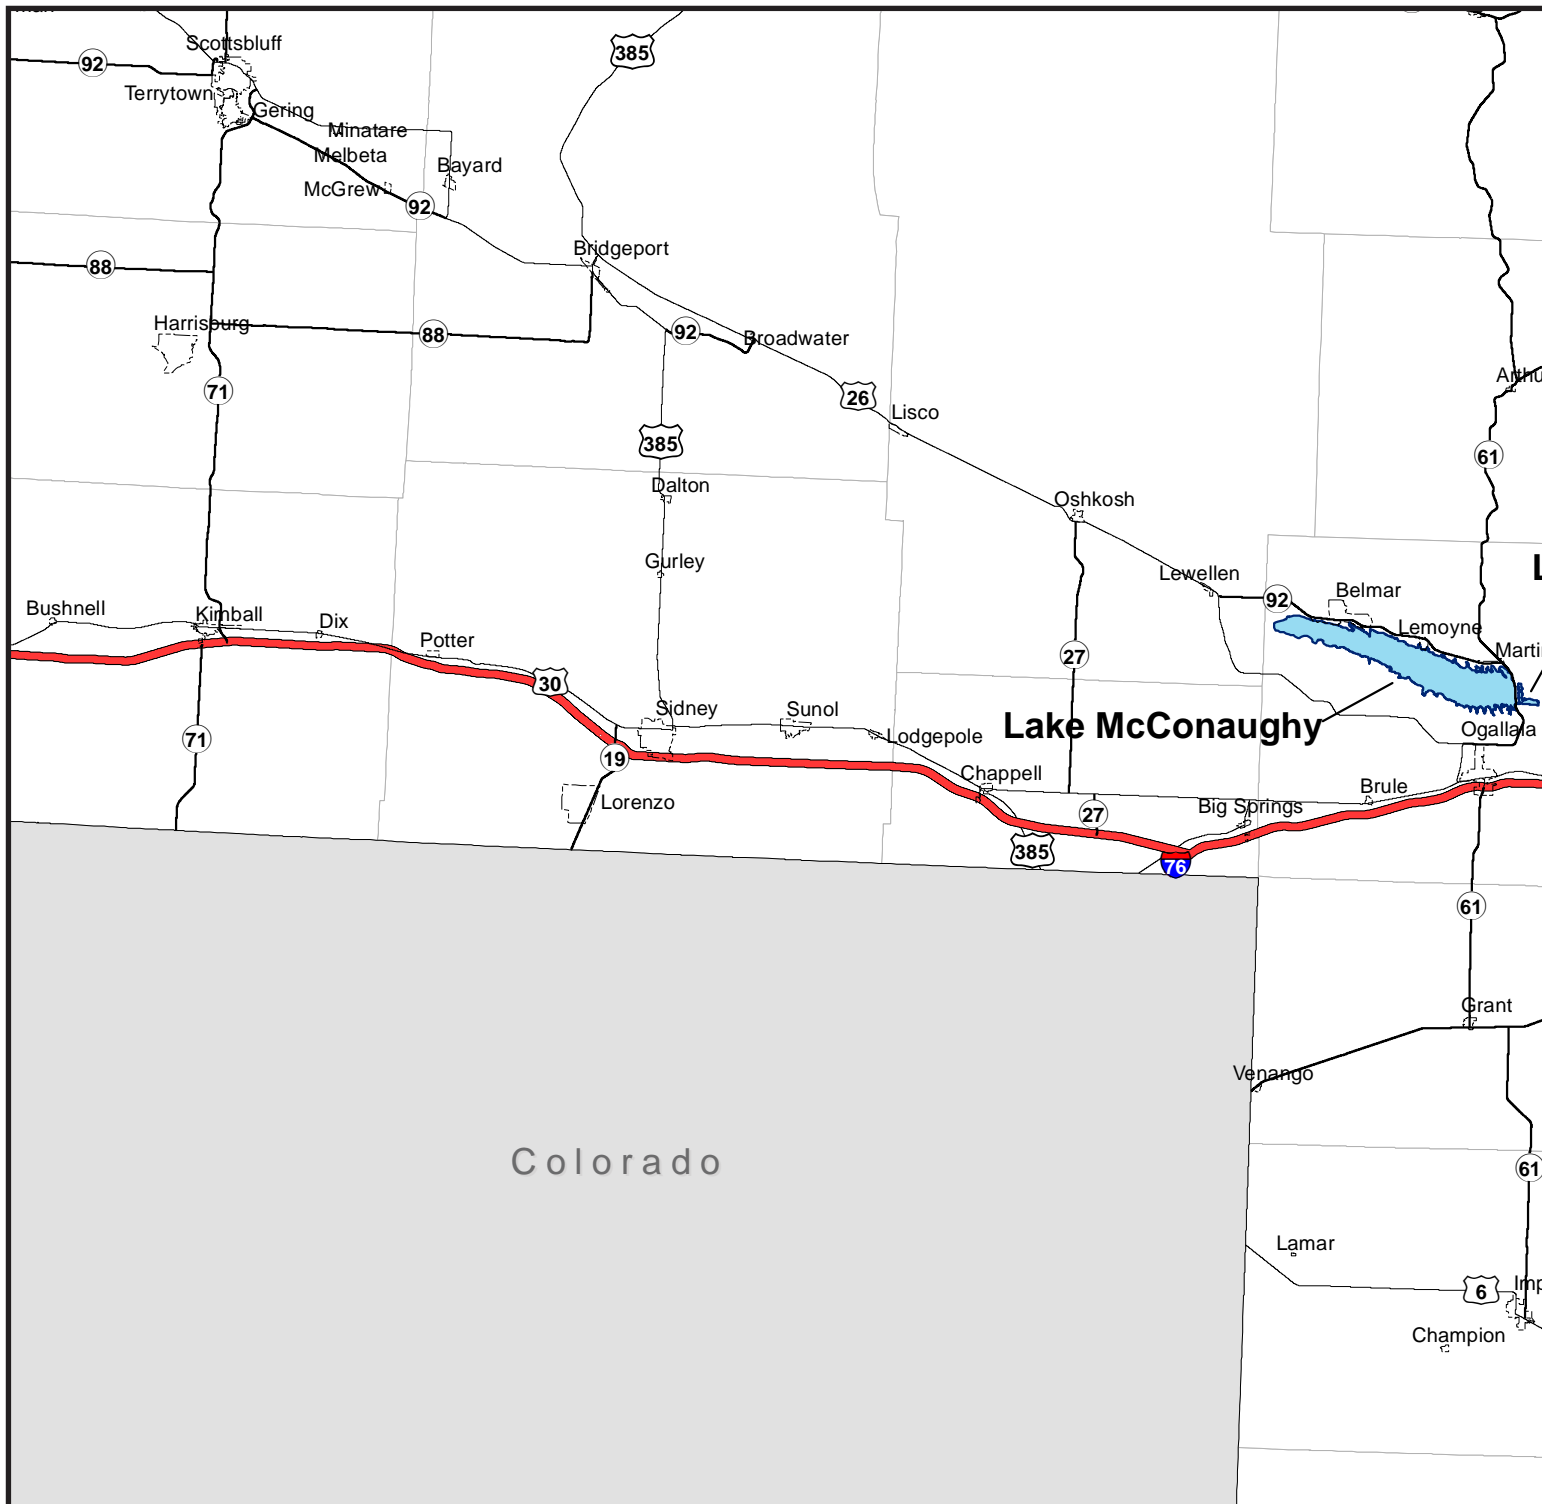 Scottsbluff
385
92
Terrytown
Gering
Minatare
Melbeta
Bayard
McGrew
92
Bridgeport
88
Harrisburg
88
92
Broadwater
71
26
Lisco
Arthu
385
61
Dalton
Oshkosh
Gurley
Lewellen
L
92
Belmar
Bushnell
Kimball
Dix
Lemoyne
Potter
Martin
27
30
Sidney
Sunol
Lake McConaughy
Ogallala
71
Lodgepole
19
Chappell
Brule
Lorenzo
Big Springs
27
385
76
61
Grant
Venango
Colorado
61
Lamar
6
Imp
Champion